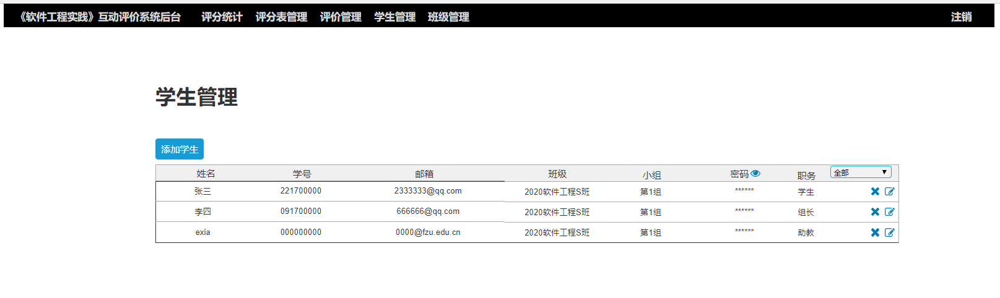 《软件工程实践》互动评价系统后台 评分统计 评分表管理 评价管理 学生管理 班级管理 注销
学生管理
添加学生
姓名 学号 邮箱 班级 小组 密码 职务 全部
张三 221700000 2333333@qq.com 2020软件工程S班 第1组 ****** 学生
李四 091700000 666666@qq.com 2020软件工程S班 第1组 ****** 组长
exia 000000000 0000@fzu.edu.cn 2020软件工程S班 第1组 ****** 助教